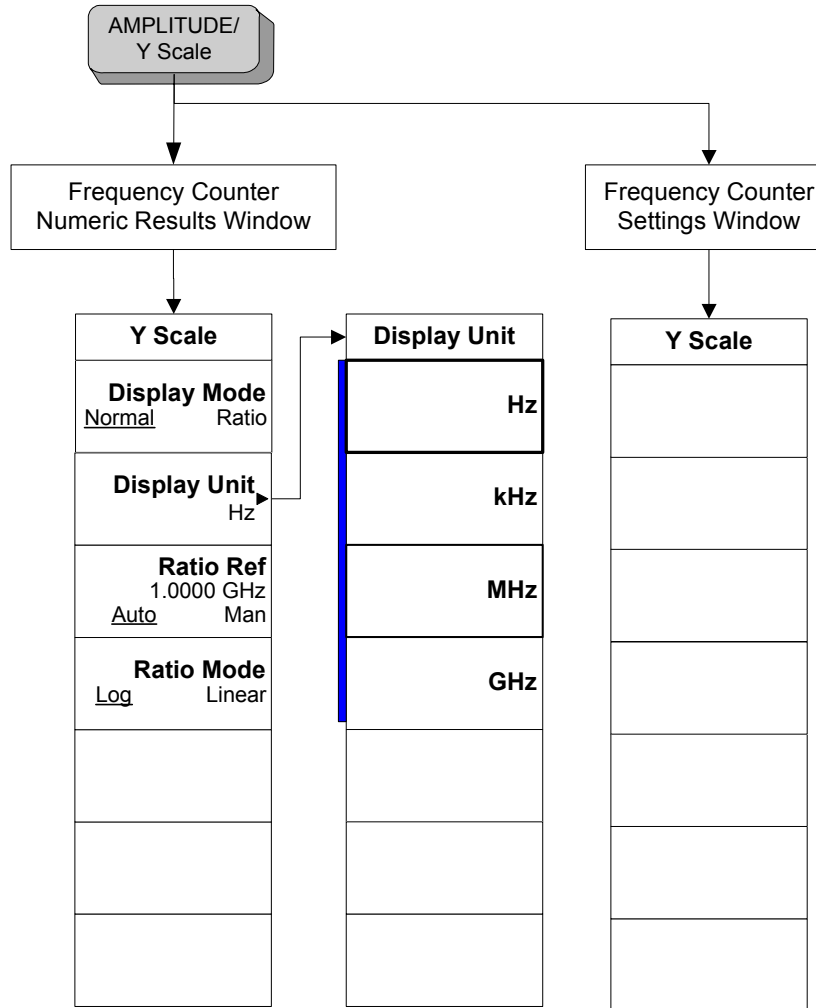 AMPLITUDE/
Y Scale
Frequency Counter
Numeric Results Window
Frequency Counter
Settings Window
Y Scale
Display Mode
Normal Ratio
Display Unit
Hz
Ratio Ref
1.0000 GHz
Auto Man
Ratio Mode
Log Linear
Display Unit
Hz
kHz
MHz
GHz
Y Scale